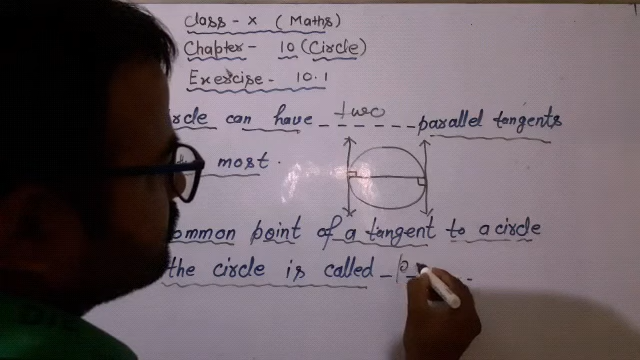 Class - X (Maths)
Chapter - 10 (Circle)
Exercise - 10.1
ircle can have two parallel tangents
most.
ommon point of a tangent to a circle
the circle is called